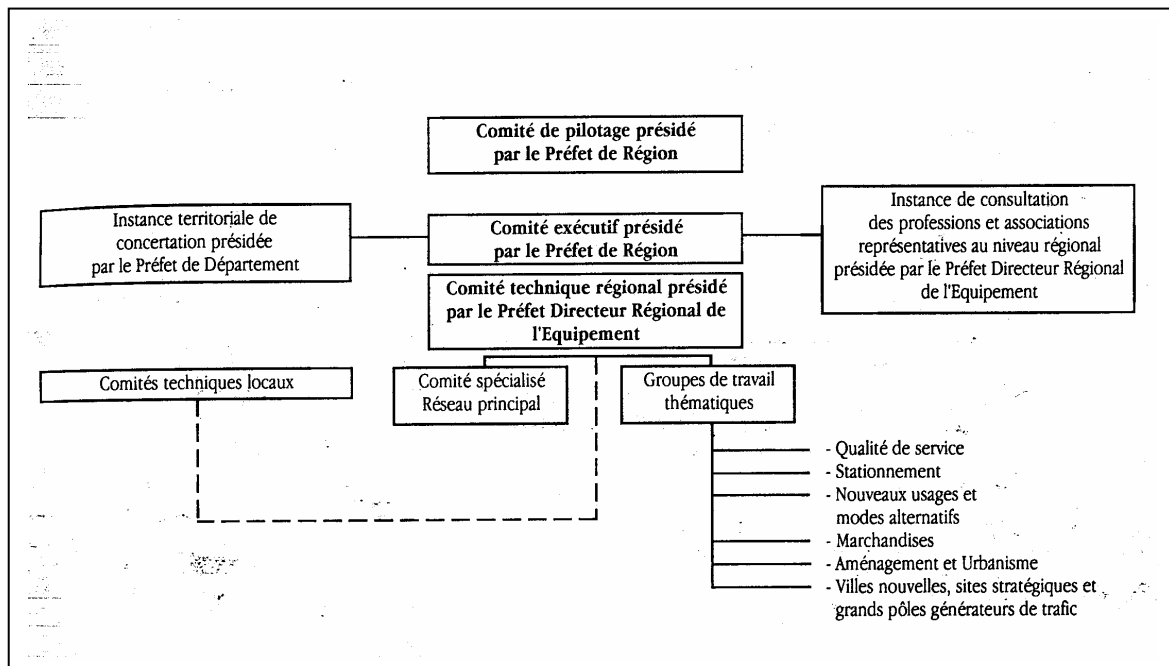 Comité de pilotage présidé
par le Préfet de Région
Instance territoriale de
concertation présidée
par le Préfet de Département
Comité exécutif présidé
par le Préfet de Région
Instance de consultation
des professions et associations
représentatives au niveau régional
présidée par le Préfet Directeur Régional
de l'Equipement
Comité technique régional présidé
par le Préfet Directeur Régional de
l'Equipement
Comités techniques locaux
Comité spécialisé
Réseau principal
Groupes de travail
thématiques
- Qualité de service
- Stationnement
- Nouveaux usages et
modes alternatifs
- Marchandises
- Aménagement et Urbanisme
- Villes nouvelles, sites stratégiques et
grands pôles générateurs de trafic